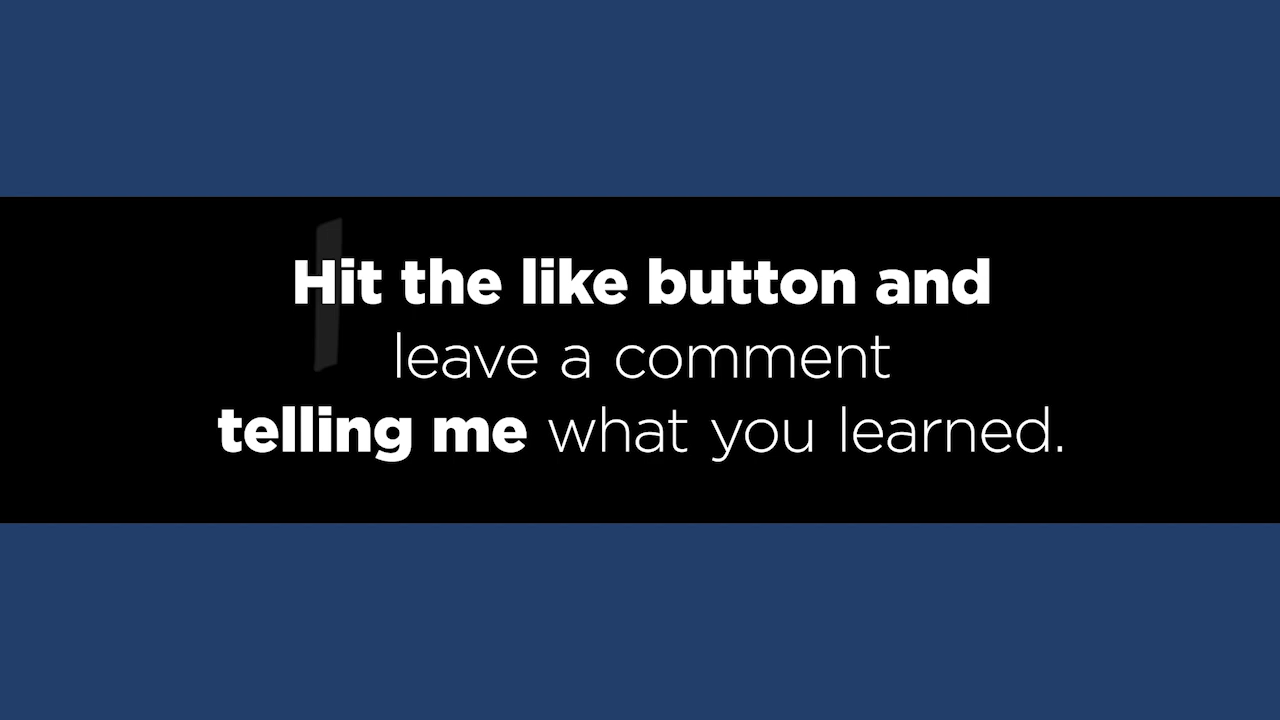 Hit the like button and
leave a comment
telling me what you learned.